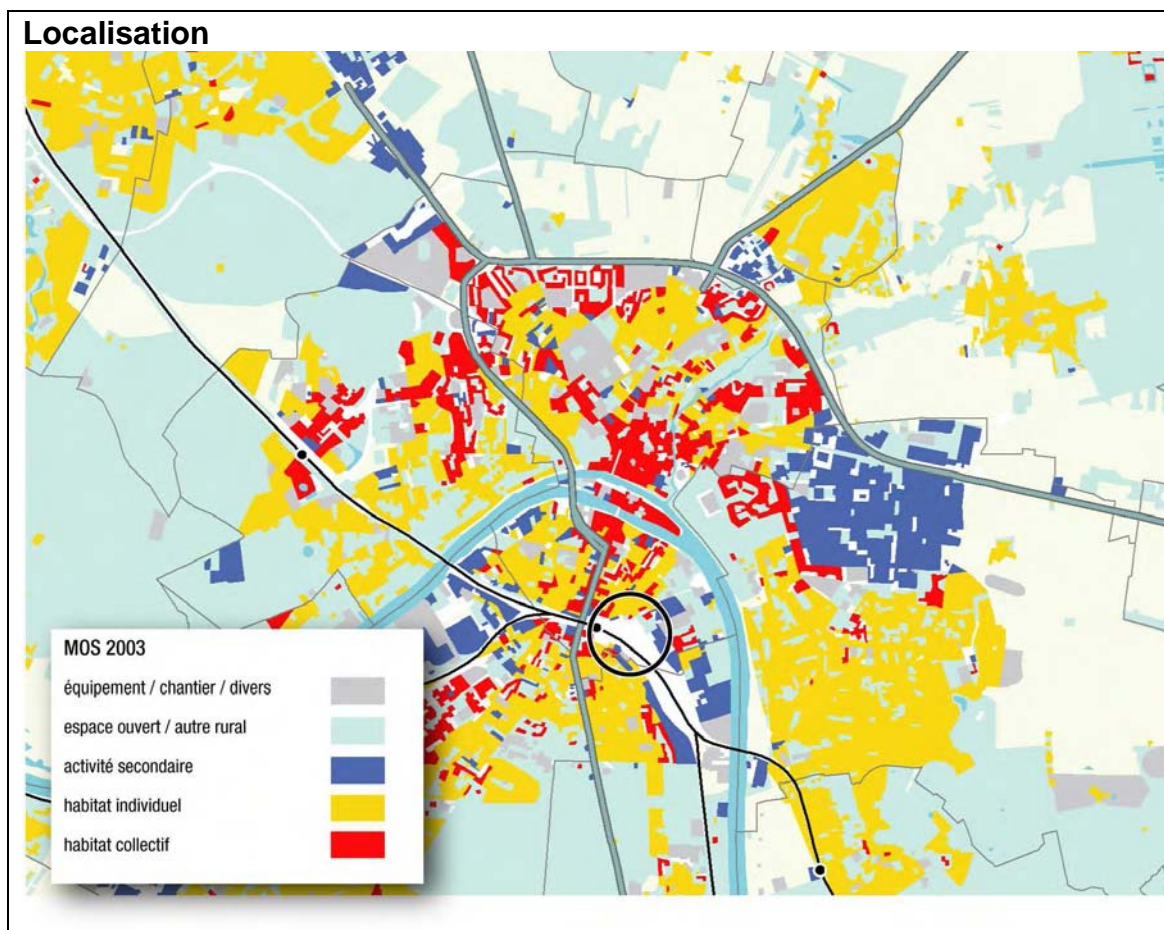 Localisation
MOS 2003
équipement / chantier / divers
espace ouvert / autre rural
activité secondaire
habitat individuel
habitat collectif